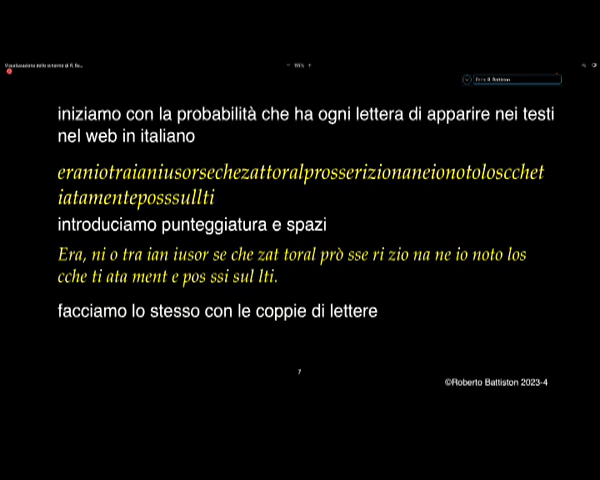 155%
iniziamo con la probabilità che ha ogni lettera di apparire nei testi
nel web in italiano
eraniotraianiusorsechezattoralprosserizionaneionotoloscchet
iatamenteposssullti
introduciamo punteggiatura e spazi
Era, ni o tra ian iusor se che zat toral prò sse ri zio na ne io noto los
cche ti ata ment e pos ssi sul lti.
facciamo lo stesso con le coppie di lettere
7
©Roberto Battiston 2023-4